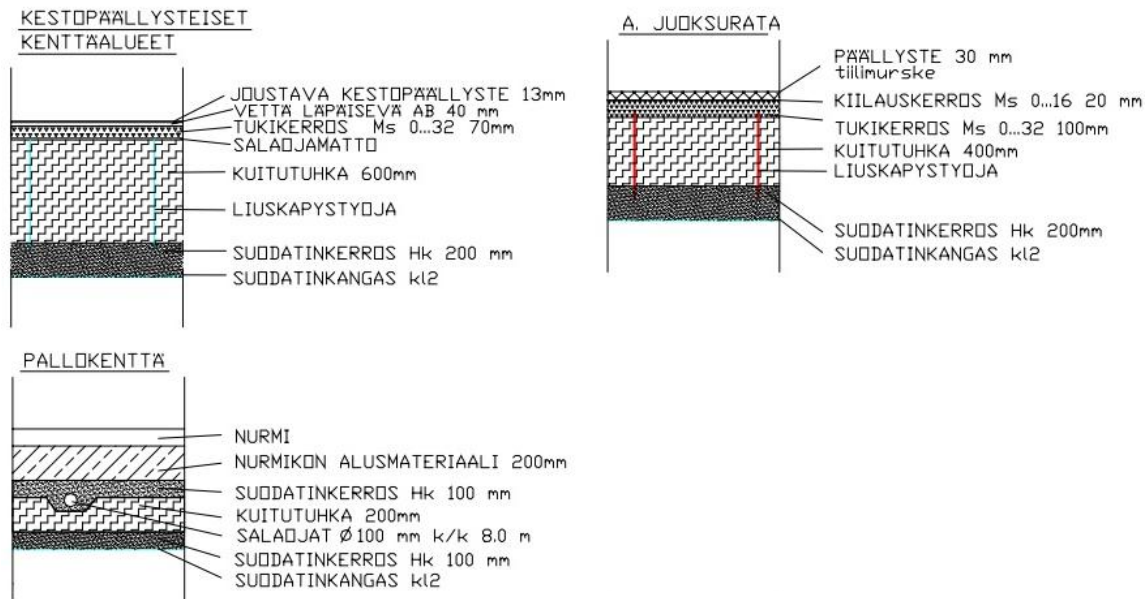 KESTOPÄÄLLYSTEISET
KENTTÄALUEET
JOUSTAVA KESTOPÄÄLLYSTE 13mm
VETTÄ LÄPÄISEVÄ AB 40 mm
TUKIKERROS Ms 0...32 70mm
SALAOJAMATTO
KUITUTUHKA 600mm
LIUSKAPYSTYOJA
SUODATINKERROS Hk 200 mm
SUODATINKANGAS kl2
A. JUOKSURATA
PÄÄLLYSTE 30 mm
tiilimurske
KIILAUSKERROS Ms 0...16 20 mm
TUKIKERROS Ms 0...32 100mm
KUITUTUHKA 400mm
LIUSKAPYSTYOJA
SUODATINKERROS Hk 200mm
SUODATINKANGAS kl2
PALLOKENTTÄ
NURMI
NURMIKON ALUSMATERIAALI 200mm
SUODATINKERROS Hk 100 mm
KUITUTUHKA 200mm
SALAOJAT Ø100 mm k/k 8.0 m
SUODATINKERROS Hk 100 mm
SUODATINKANGAS kl2